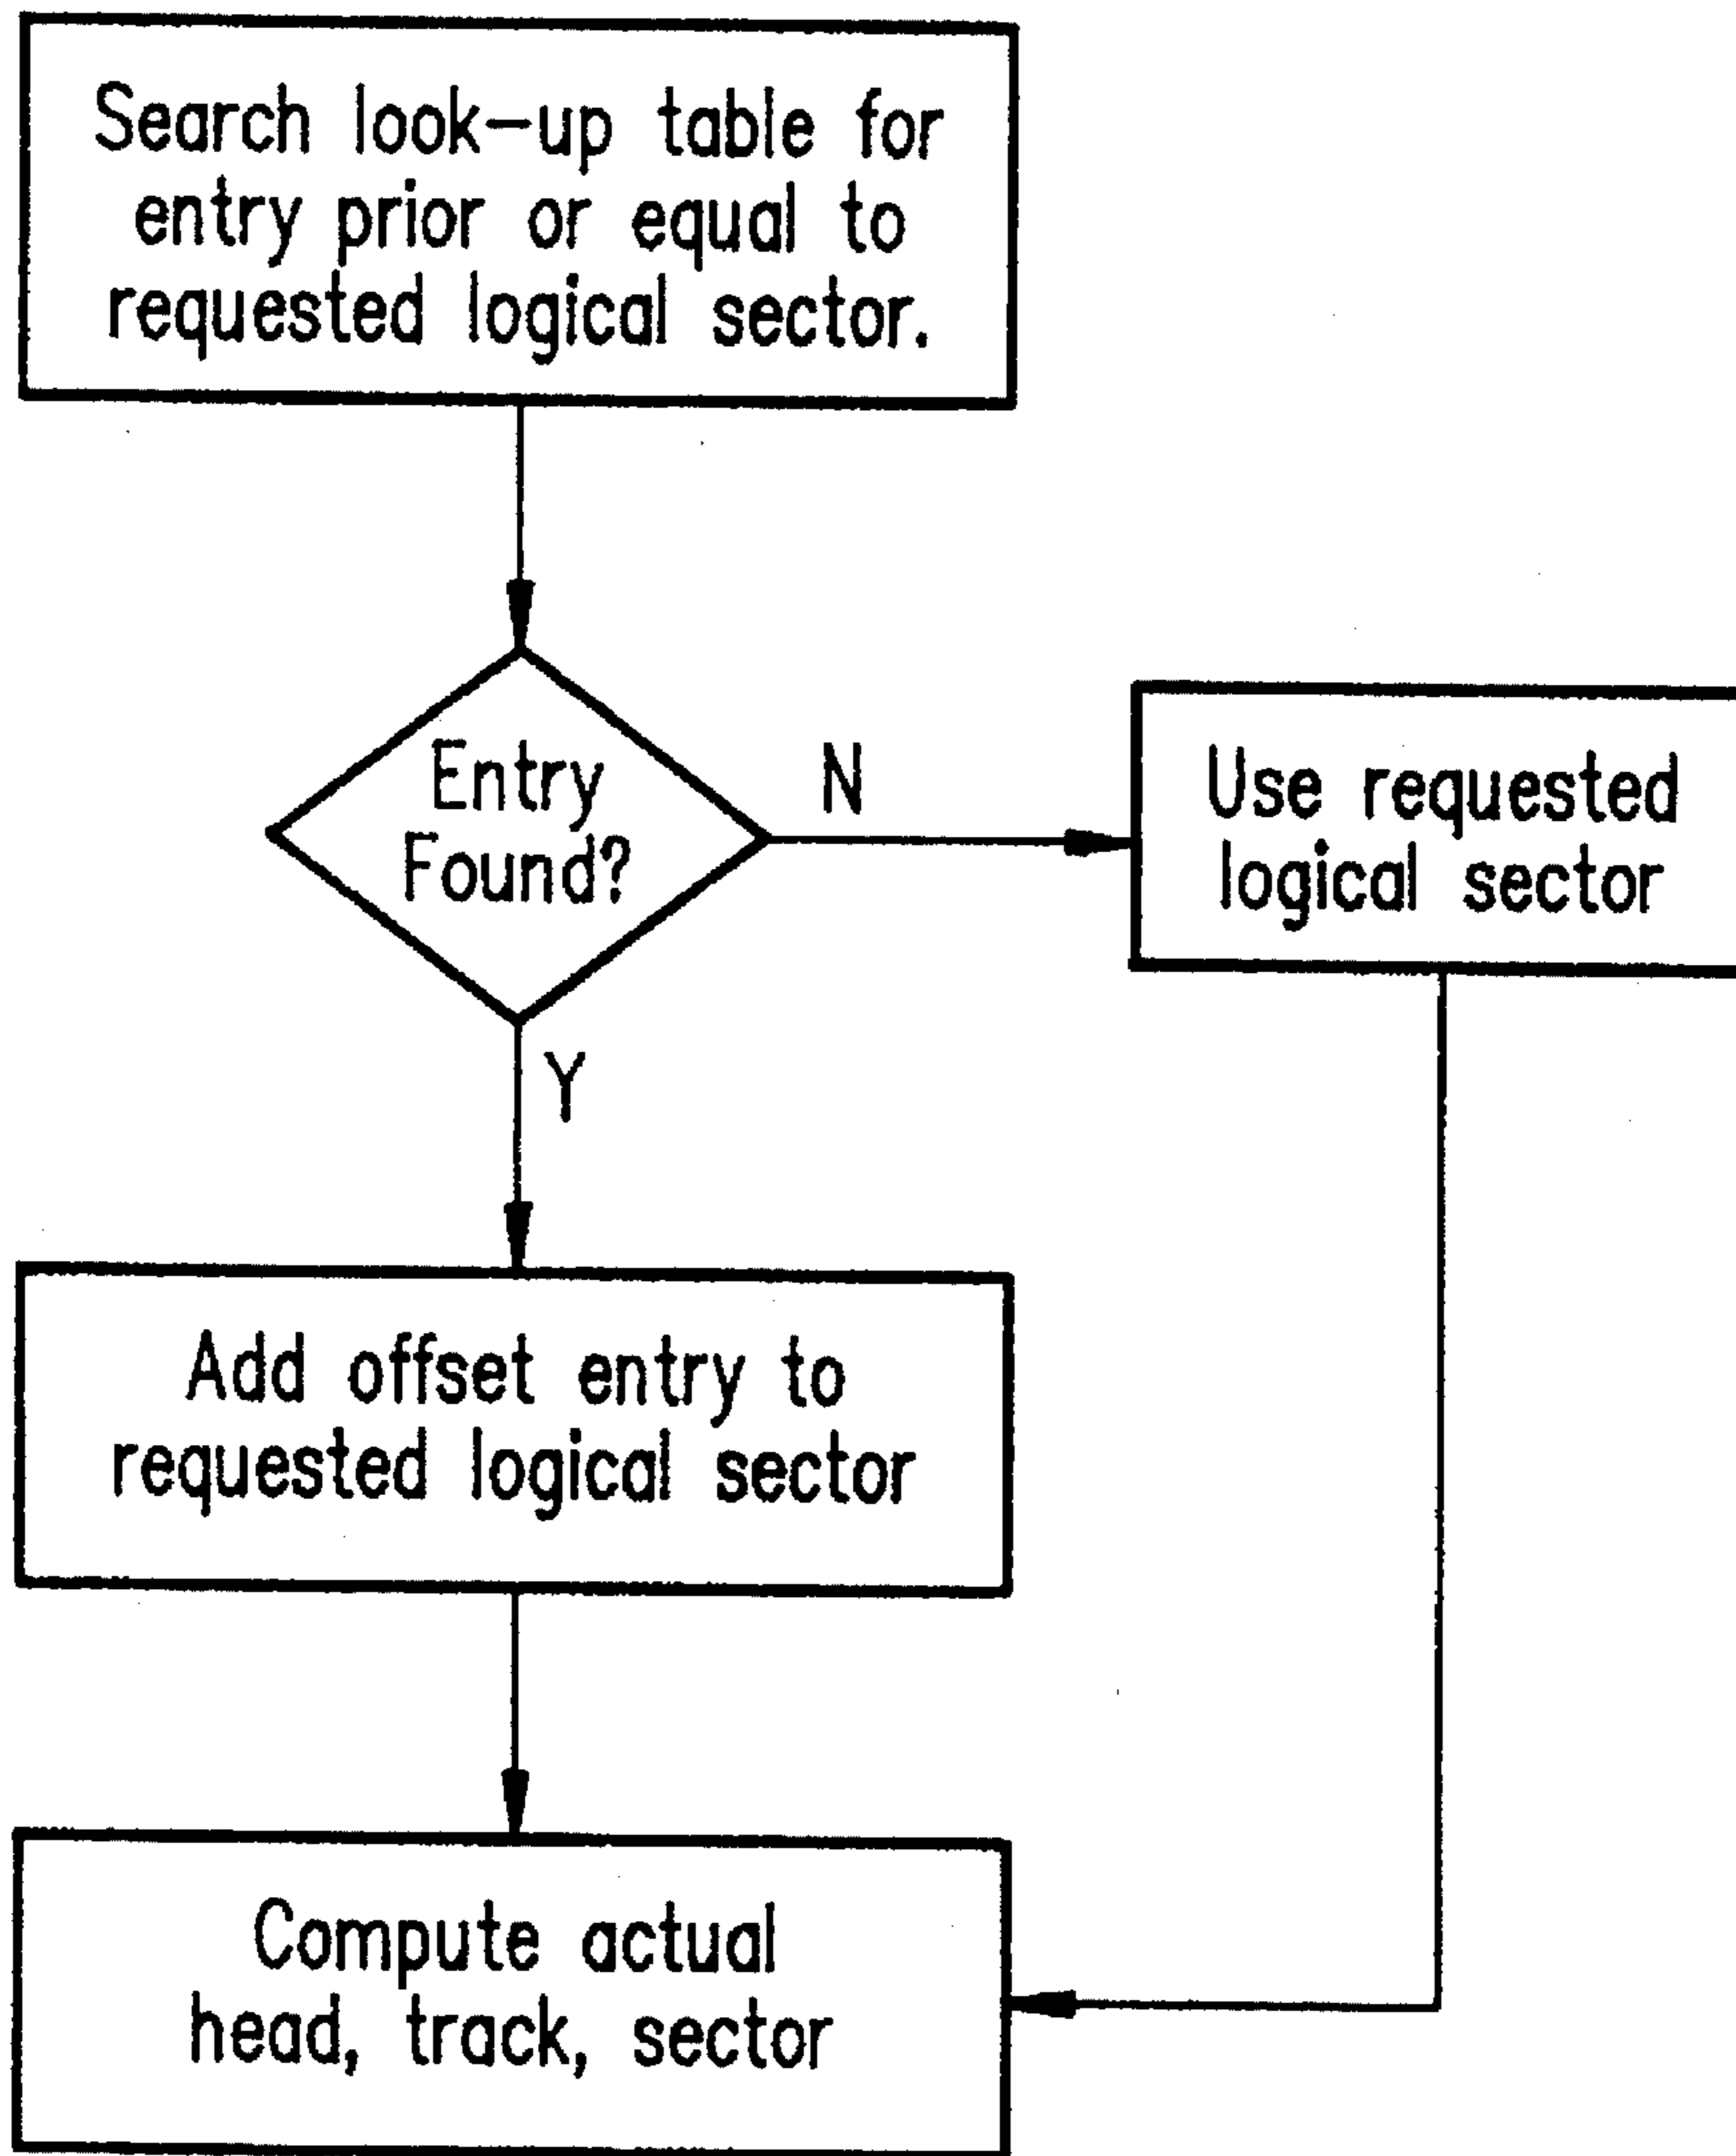 Search look-up table for
entry prior or equal to
requested logical sector.
Entry
Found?
N
Use requested
logical sector
Y
Add offset entry to
requested logical sector
Compute actual
head, track, sector